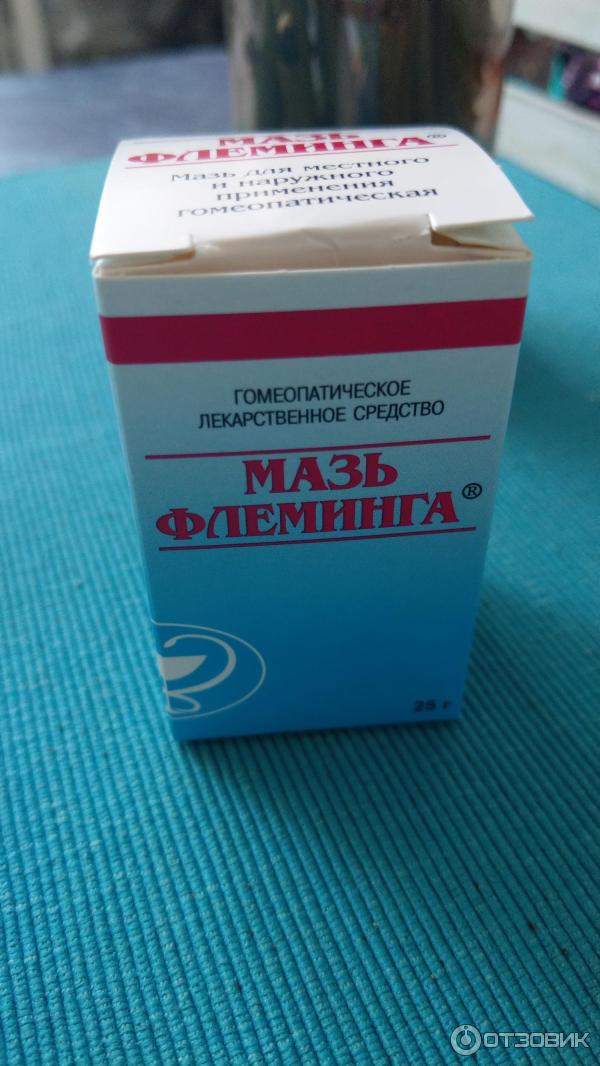 МАЗЬ
ФЛЕМИНГА®
Мазь для местного
и наружного
применения
гомеопатическая
ГОМЕОПАТИЧЕСКОЕ
ЛЕКАРСТВЕННОЕ СРЕДСТВО
МАЗЬ
ФЛЕМИНГА®
25 г
ОТЗОВИК